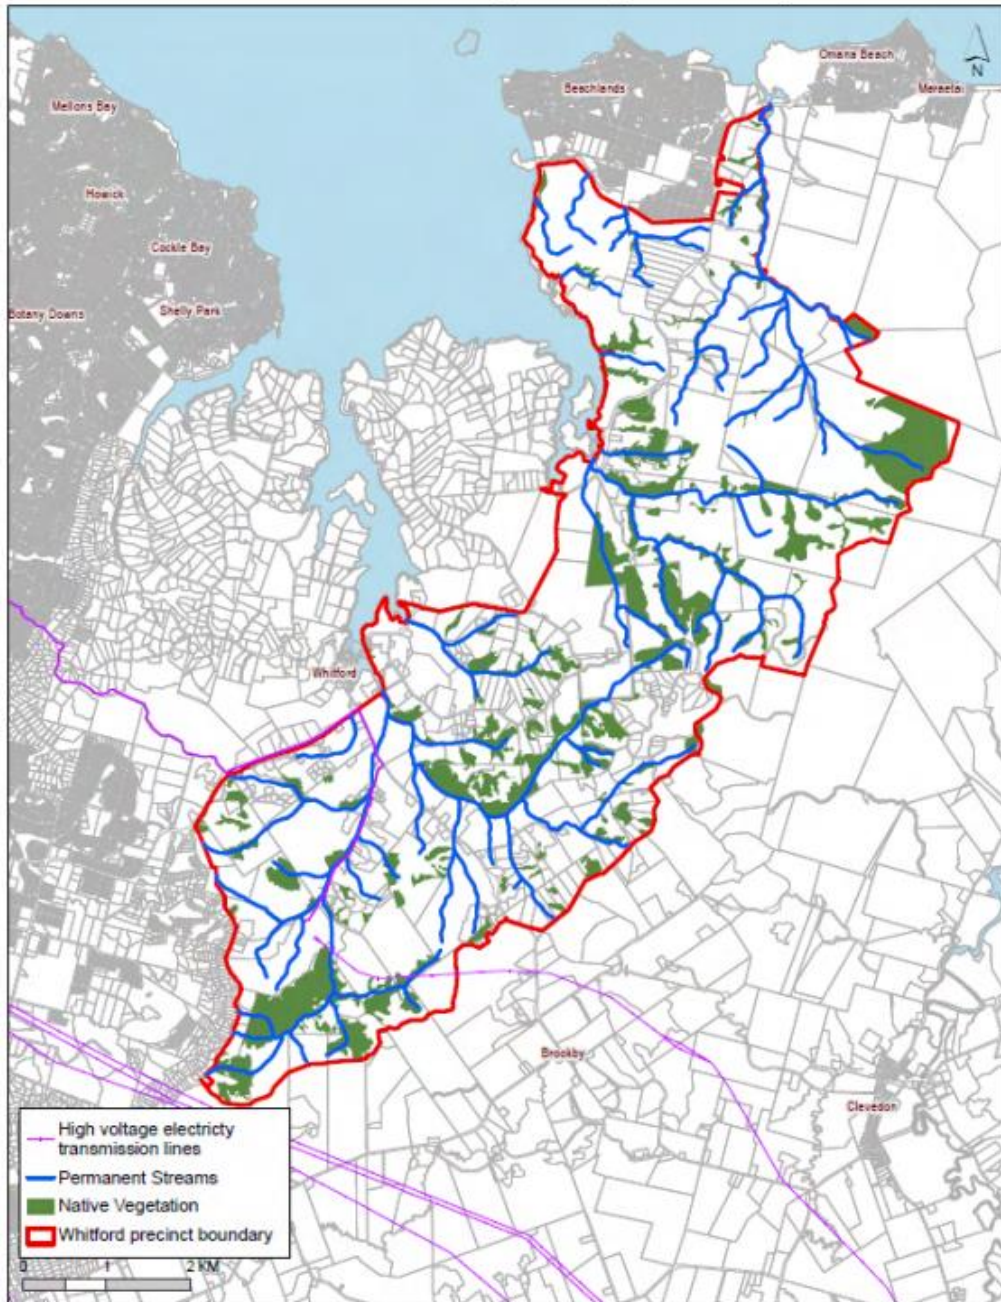 N
Omana Beach
Beachlands
Maraetai
Mellons Bay
Howick
Cockle Bay
Botany Downs
Shelly Park
Whitford
Brookby
Clevedon
High voltage electricty
transmission lines
Permanent Streams
Native Vegetation
Whitford precinct boundary
0 1 2 KM